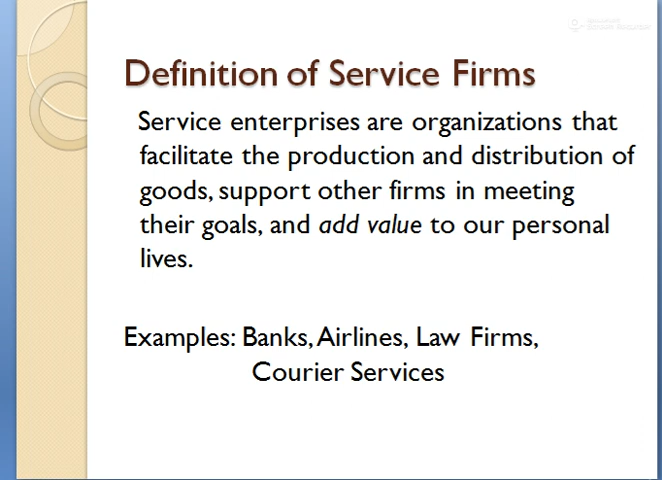 Definition of Service Firms
Service enterprises are organizations that
facilitate the production and distribution of
goods, support other firms in meeting
their goals, and add value to our personal
lives.
Examples: Banks, Airlines, Law Firms,
Courier Services